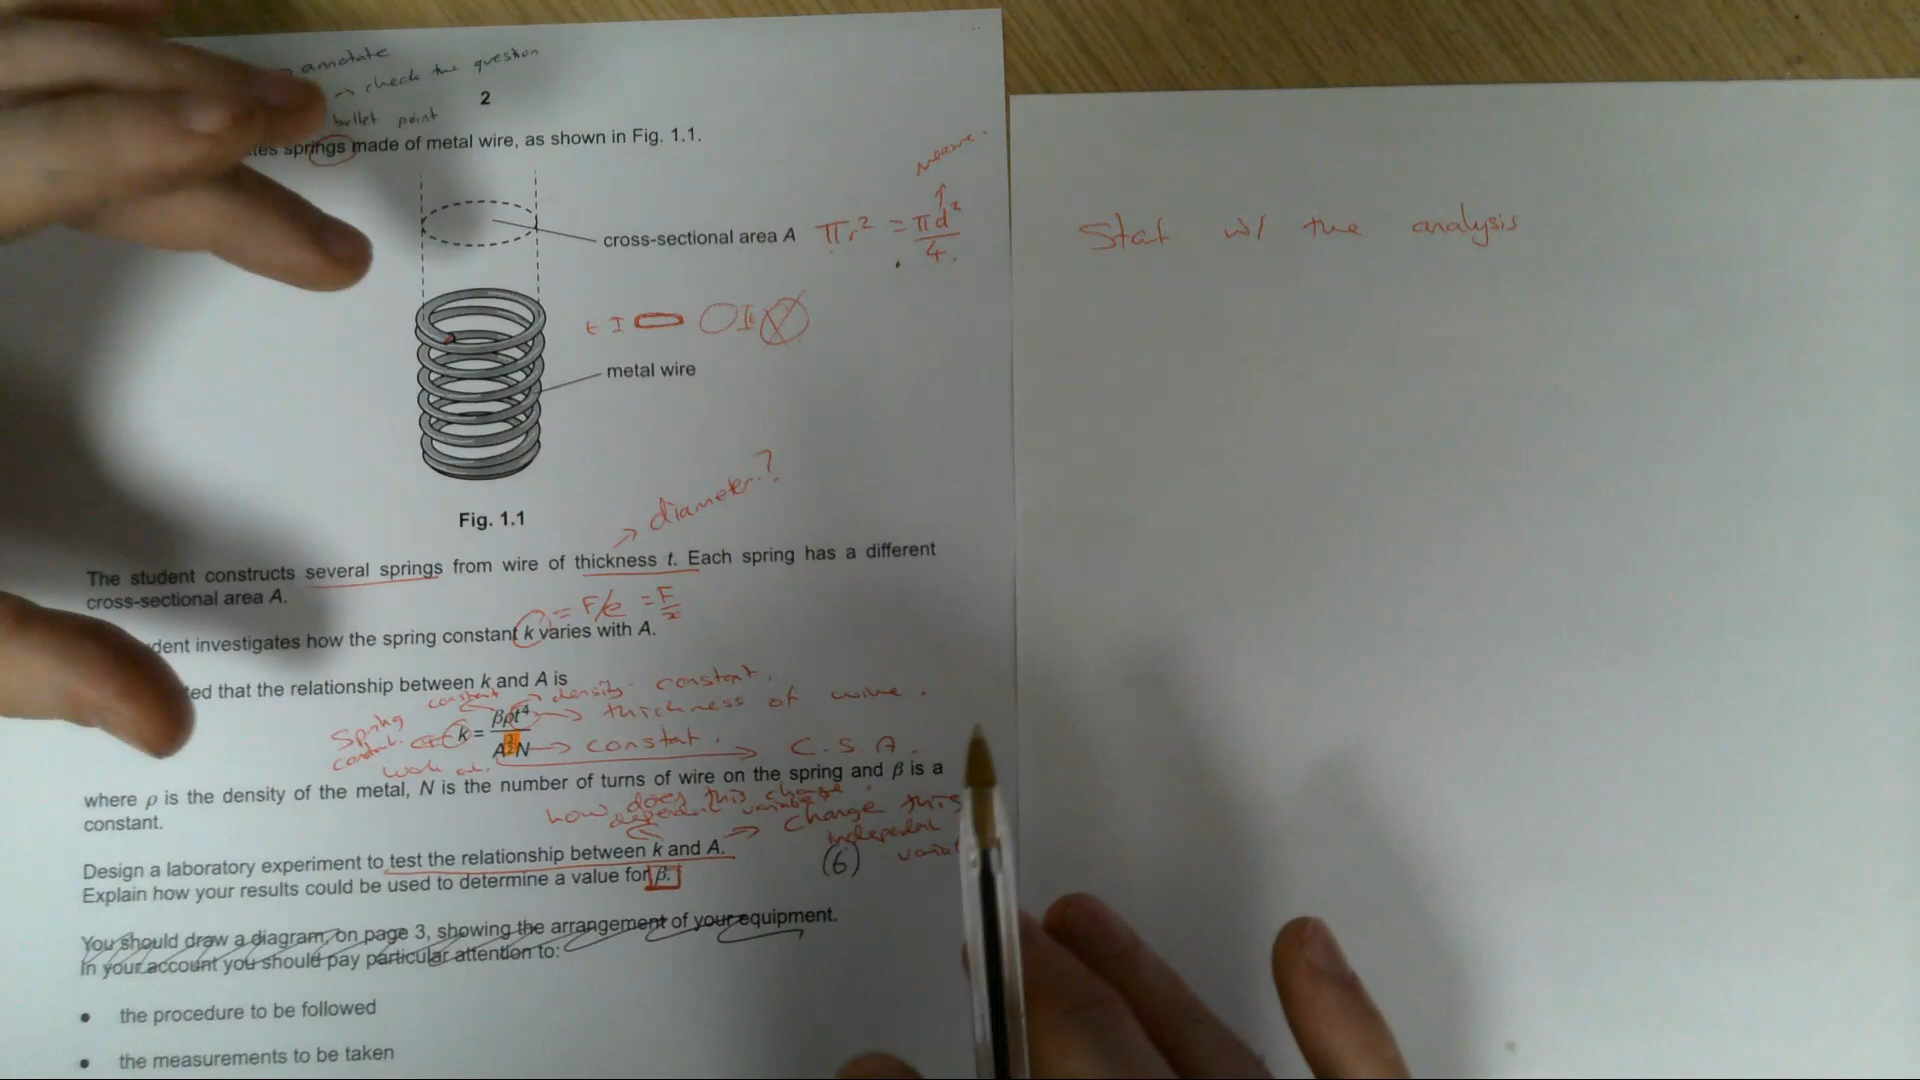 annotate
→ check the question
bullet point
2
tes springs made of metal wire, as shown in Fig. 1.1.
measure.
cross-sectional area A πr² = πd²/4
Start w/ the analysis
t
metal wire
diameter?
Fig. 1.1
The student constructs several springs from wire of thickness t. Each spring has a different
cross-sectional area A.
= F/e = F/x
dent investigates how the spring constant k varies with A.
ted that the relationship between k and A is
constant density constant.
Spring constant. thickness of wire.
k = βρt⁴ / A^(3/2) N
constant. C.S.A.
work out.
where ρ is the density of the metal, N is the number of turns of wire on the spring and β is a
constant.
how does this change
dependent variable change this
independent
Design a laboratory experiment to test the relationship between k and A. (6)
Explain how your results could be used to determine a value for β.
You should draw a diagram, on page 3, showing the arrangement of your equipment.
In your account you should pay particular attention to:
• the procedure to be followed
• the measurements to be taken